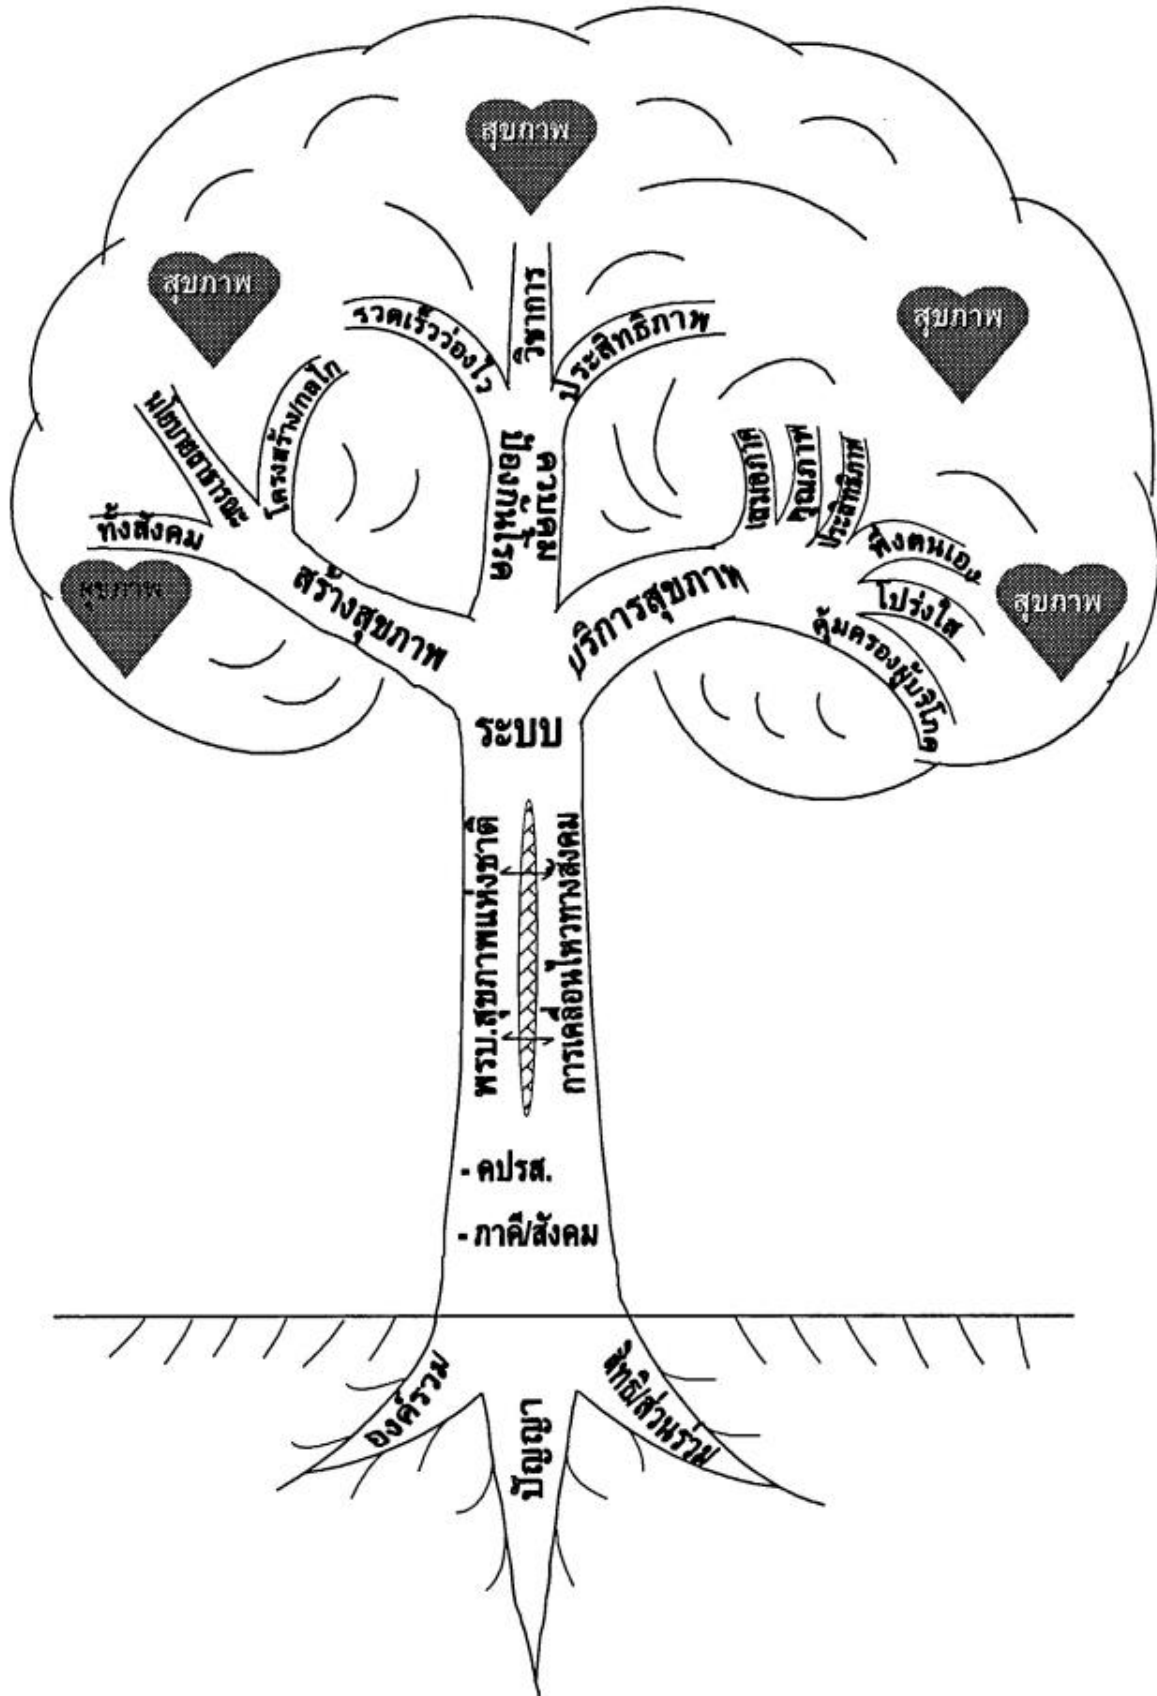 สุขภาพ
สุขภาพ
สุขภาพ
สุขภาพ
สุขภาพ
รวดเร็วว่องไว
วิชาการ
ประสิทธิภาพ
นโยบายสาธารณะ
โครงสร้าง/กลไก
ทั้งสังคม
ควบคุม
ป้องกันโรค
เสมอภาค
คุณภาพ
ประสิทธิภาพ
พึ่งตนเอง
โปร่งใส
คุ้มครองผู้บริโภค
สร้างสุขภาพ
บริการสุขภาพ
ระบบ
พรบ.สุขภาพแห่งชาติ
การเคลื่อนไหวทางสังคม
- คปรส.
- ภาคี/สังคม
องค์รวม
ปัญญา
สิทธิ/ส่วนร่วม